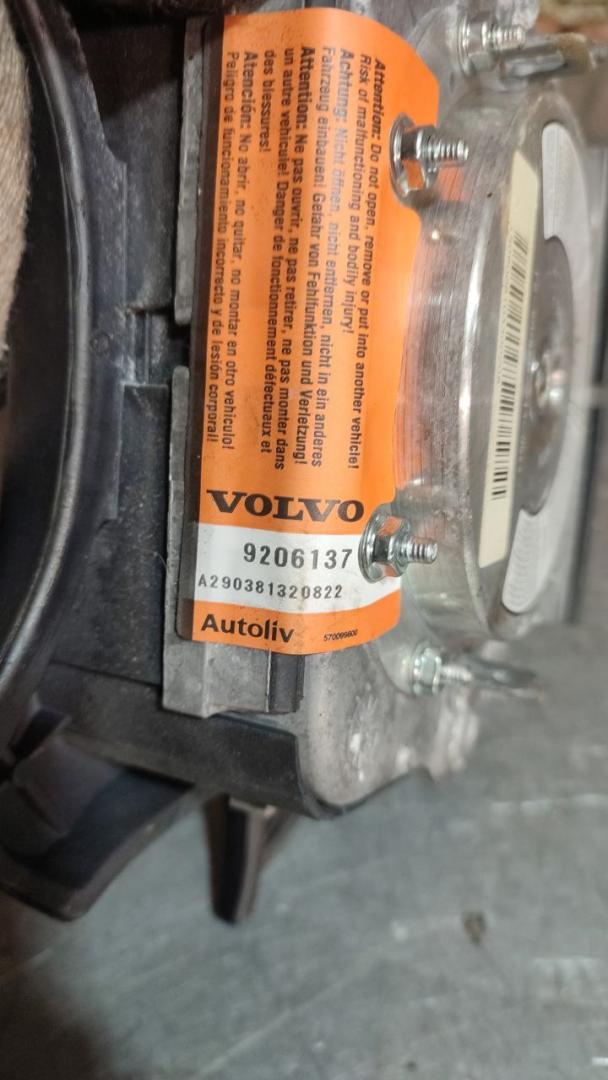 Attention: Do not open, remove or put into another vehicle!
Risk of malfunctioning and bodily injury!
Achtung: Nicht öffnen, nicht entfernen, nicht in ein anderes
Fahrzeug einbauen! Gefahr von Fehlfunktion und Verletzung!
Attention: Ne pas ouvrir, ne pas retirer, ne pas monter dans
un autre vehicule! Danger de fonctionnement défectueux et
des blessures!
Atención: No abrir, no quitar, no montar en otro vehiculo!
Peligro de funcionamiento incorrecto y de lesión corporal!
VOLVO
9206137
A290381320822
Autoliv
570099600